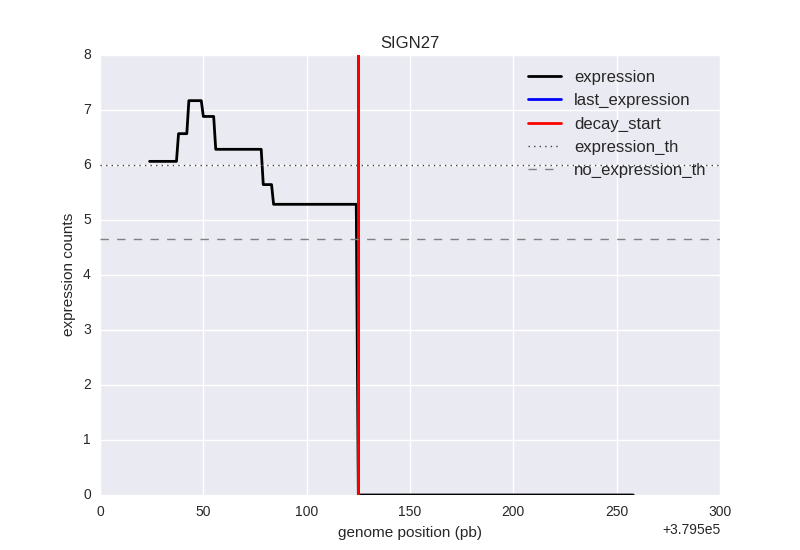 SIGN27
8
7
6
5
4
3
2
1
0
expression counts
expression
last_expression
decay_start
expression_th
no_expression_th
0 50 100 150 200 250 300
genome position (pb)
+3.795e5